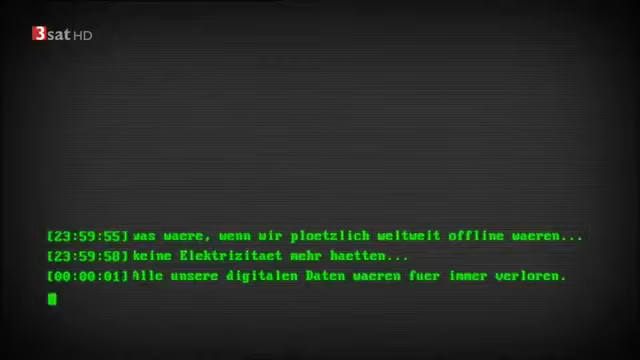 3sat HD
[23:59:55] was waere, wenn wir ploetzlich weltweit offline waeren...
[23:59:58] keine Elektrizitaet mehr haetten...
[00:00:01] Alle unsere digitalen Daten waeren fuer immer verloren.